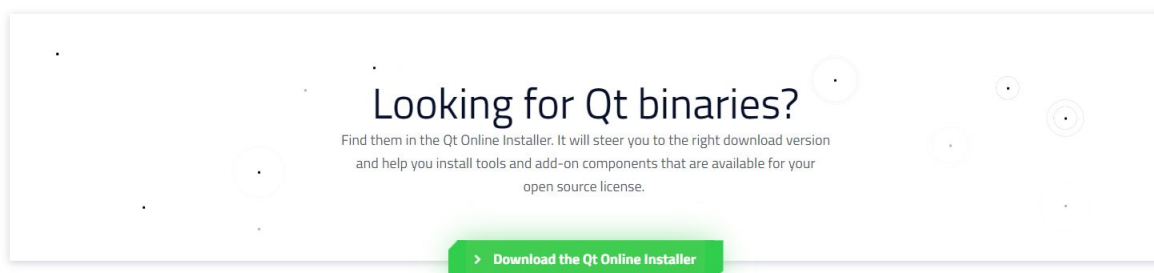 Looking for Qt binaries?
Find them in the Qt Online Installer. It will steer you to the right download version
and help you install tools and add-on components that are available for your
open source license.
Download the Qt Online Installer